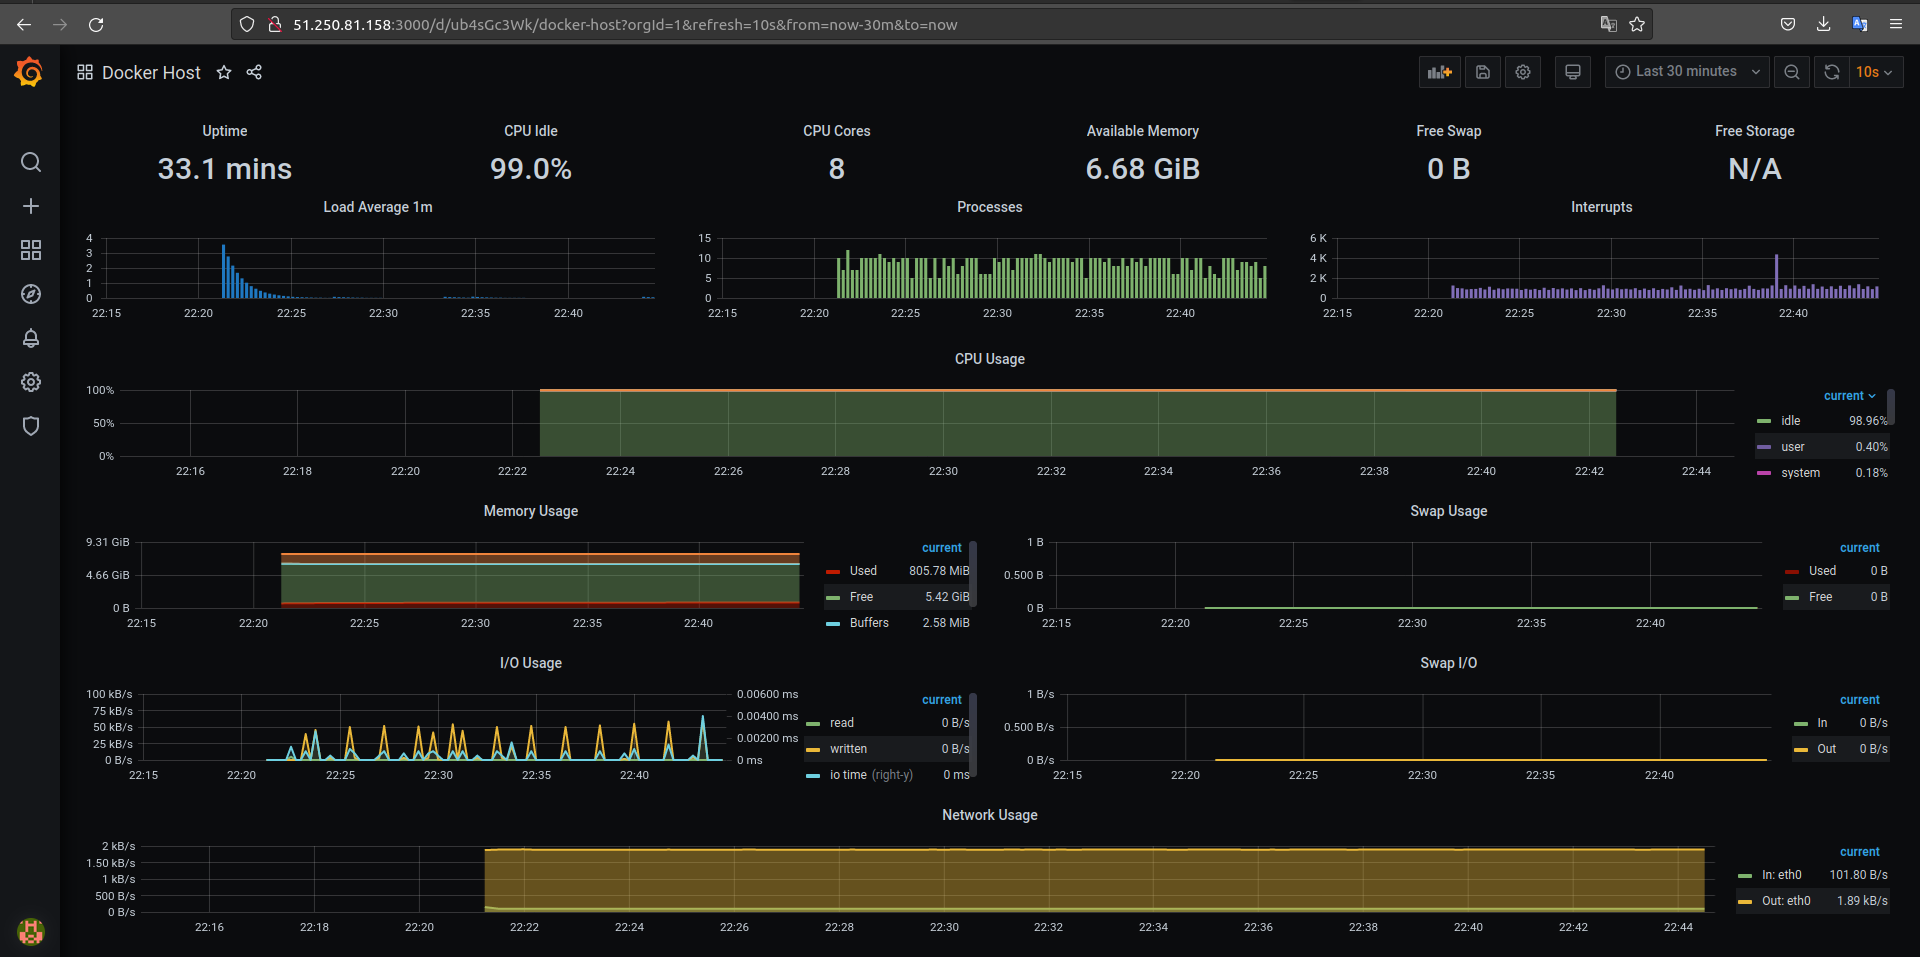 51.250.81.158:3000/d/ub4sGc3Wk/docker-host?orgId=1&refresh=10s&from=now-30m&to=now
Docker Host
Last 30 minutes
10s
Uptime
33.1 mins
CPU Idle
99.0%
CPU Cores
8
Available Memory
6.68 GiB
Free Swap
0 B
Free Storage
N/A
Load Average 1m
4
3
2
1
0
22:15 22:20 22:25 22:30 22:35 22:40
Processes
15
10
5
0
22:15 22:20 22:25 22:30 22:35 22:40
Interrupts
6 K
4 K
2 K
0
22:15 22:20 22:25 22:30 22:35 22:40
CPU Usage
100%
50%
0%
22:16 22:18 22:20 22:22 22:24 22:26 22:28 22:30 22:32 22:34 22:36 22:38 22:40 22:42 22:44
current
idle 98.96%
user 0.40%
system 0.18%
Memory Usage
9.31 GiB
4.66 GiB
0 B
22:15 22:20 22:25 22:30 22:35 22:40
current
Used 805.78 MiB
Free 5.42 GiB
Buffers 2.58 MiB
Swap Usage
1 B
0.500 B
0 B
22:15 22:20 22:25 22:30 22:35 22:40
current
Used 0 B
Free 0 B
I/O Usage
100 kB/s
75 kB/s
50 kB/s
25 kB/s
0 B/s
0.00600 ms
0.00400 ms
0.00200 ms
0 ms
22:15 22:20 22:25 22:30 22:35 22:40
current
read 0 B/s
written 0 B/s
io time (right-y) 0 ms
Swap I/O
1 B/s
0.500 B/s
0 B/s
22:15 22:20 22:25 22:30 22:35 22:40
current
In 0 B/s
Out 0 B/s
Network Usage
2 kB/s
1.50 kB/s
1 kB/s
500 B/s
0 B/s
22:16 22:18 22:20 22:22 22:24 22:26 22:28 22:30 22:32 22:34 22:36 22:38 22:40 22:42 22:44
current
In: eth0 101.80 B/s
Out: eth0 1.89 kB/s